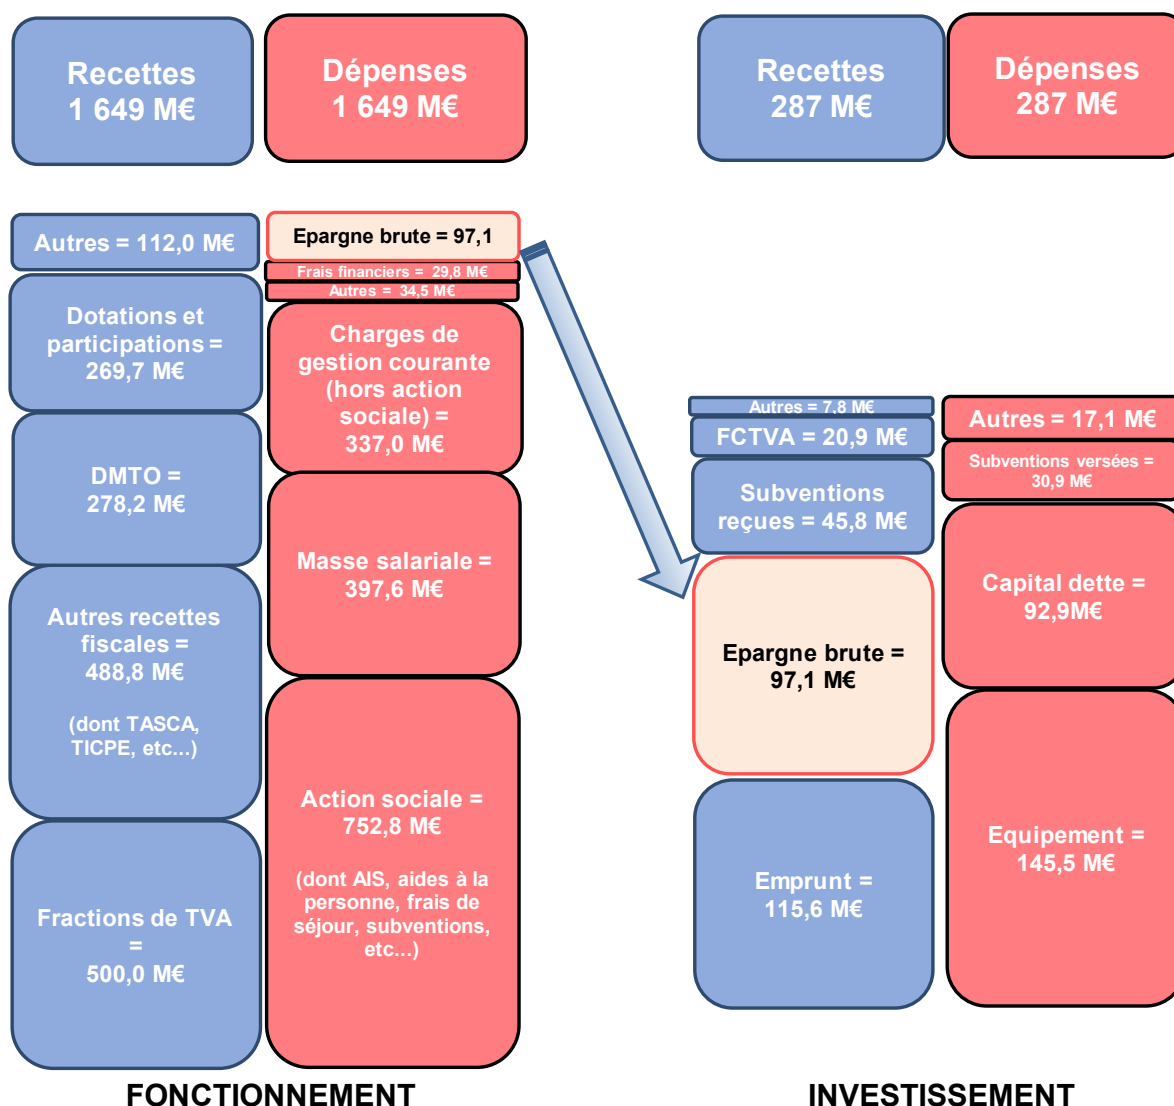 Recettes
1 649 M€
Dépenses
1 649 M€
Recettes
287 M€
Dépenses
287 M€
Autres = 112,0 M€
Dotations et
participations =
269,7 M€
DMTO =
278,2 M€
Autres recettes
fiscales =
488,8 M€
(dont TASCA,
TICPE, etc...)
Fractions de TVA
=
500,0 M€
Epargne brute = 97,1
Frais financiers = 29,8 M€
Autres = 34,5 M€
Charges de
gestion courante
(hors action
sociale) =
337,0 M€
Masse salariale =
397,6 M€
Action sociale =
752,8 M€
(dont AIS, aides à la
personne, frais de
séjour, subventions,
etc...)
FONCTIONNEMENT
Autres = 7,8 M€
FCTVA = 20,9 M€
Subventions
reçues = 45,8 M€
Epargne brute =
97,1 M€
Emprunt =
115,6 M€
Autres = 17,1 M€
Subventions versées =
30,9 M€
Capital dette =
92,9M€
Equipement =
145,5 M€
INVESTISSEMENT